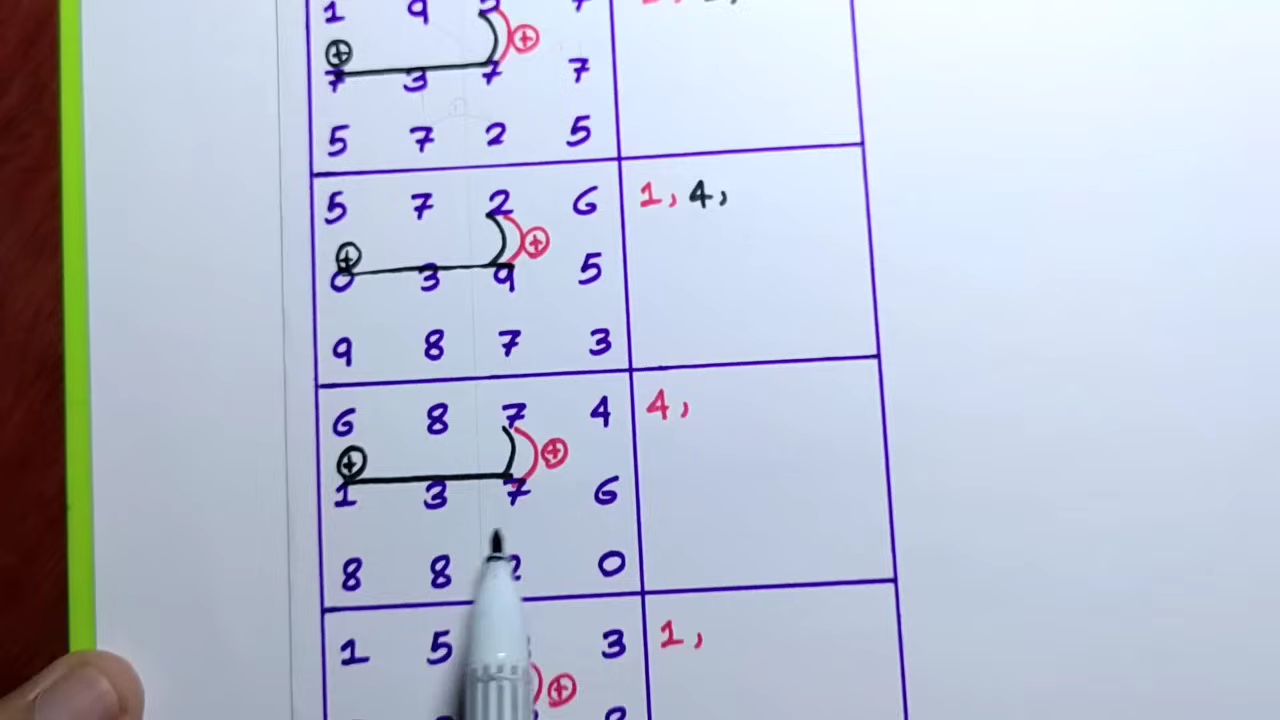 1 9 5 7
7 3 7 7
5 7 2 5
5 7 2 6 1, 4,
0 3 9 5
9 8 7 3
6 8 7 4 4,
1 3 7 6
8 8 2 0
1 5 3 1,